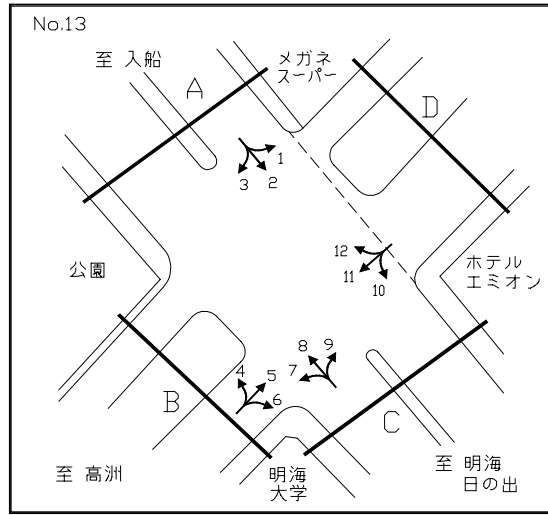 No.13
至 入船
メガネ
スーパー
A
D
1
2
3
12
11
10
公園
ホテル
エミオン
8
9
7
4
5
6
B
C
至 高洲
明海
大学
至 明海
日の出